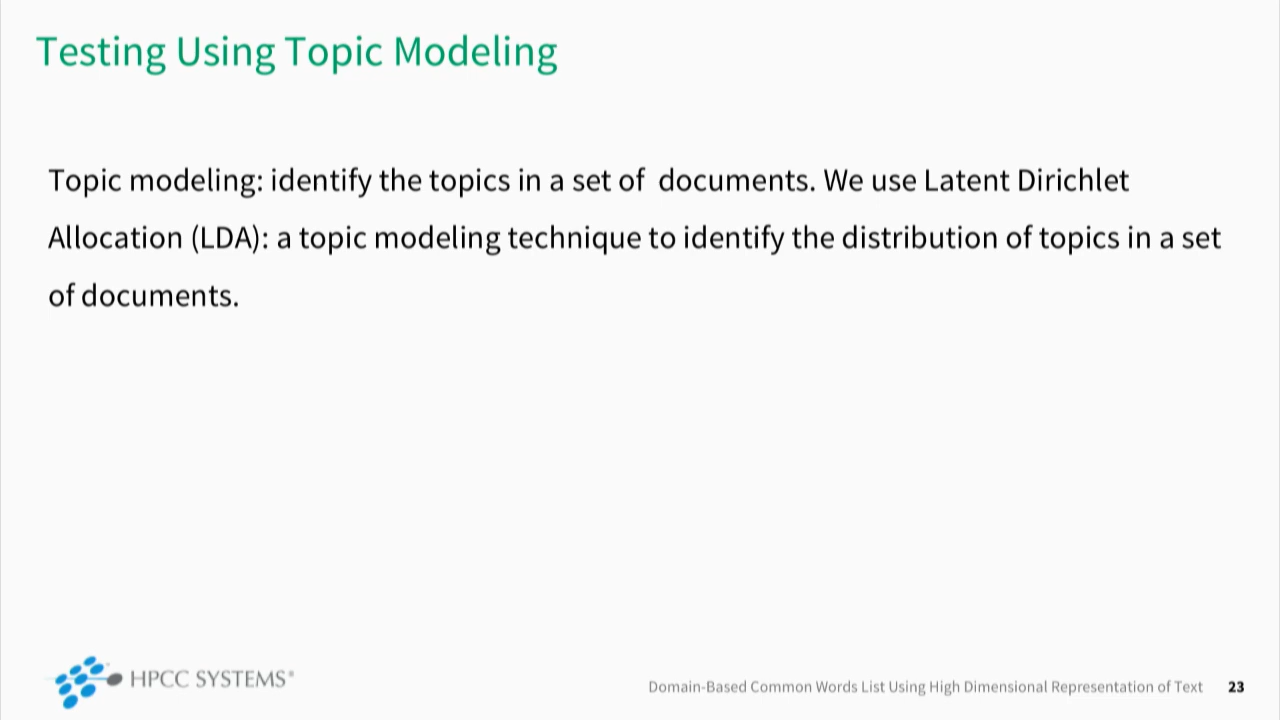 Testing Using Topic Modeling
Topic modeling: identify the topics in a set of documents. We use Latent Dirichlet
Allocation (LDA): a topic modeling technique to identify the distribution of topics in a set
of documents.
HPCC SYSTEMS®
Domain-Based Common Words List Using High Dimensional Representation of Text 23